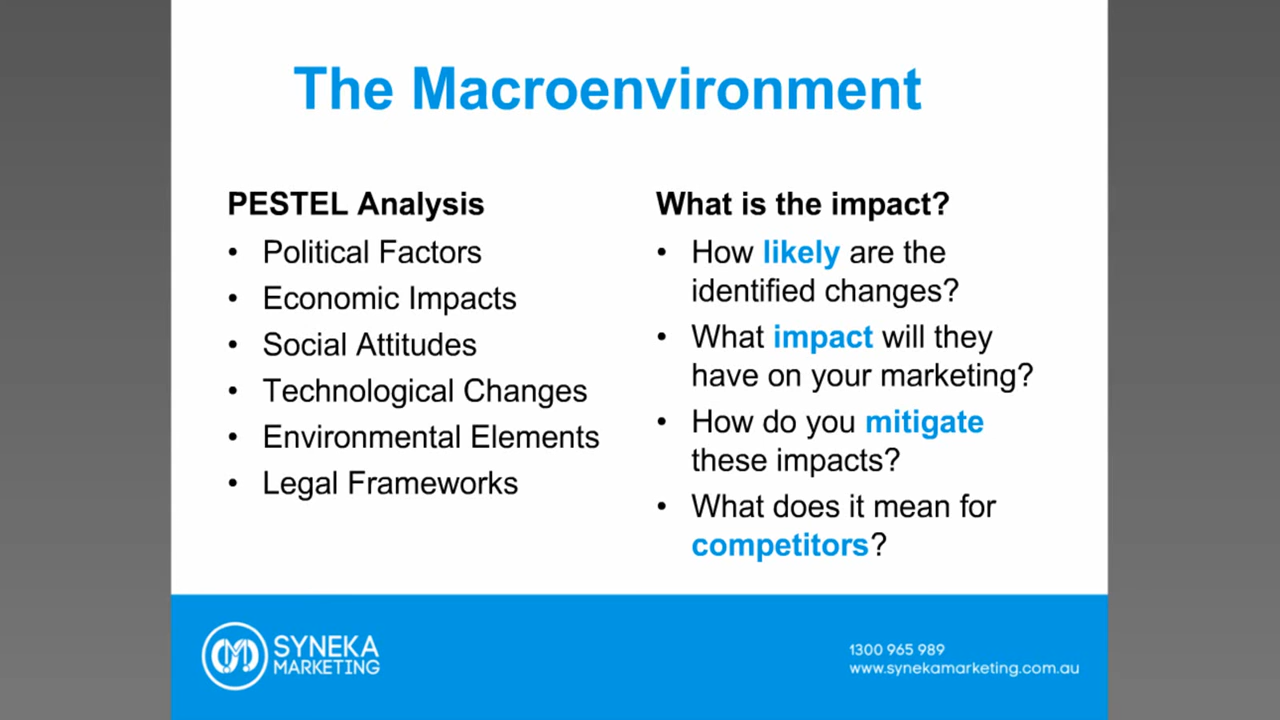 The Macroenvironment
PESTEL Analysis
• Political Factors
• Economic Impacts
• Social Attitudes
• Technological Changes
• Environmental Elements
• Legal Frameworks
What is the impact?
• How likely are the
identified changes?
• What impact will they
have on your marketing?
• How do you mitigate
these impacts?
• What does it mean for
competitors?
SYNEKA
MARKETING
1300 965 989
www.synekamarketing.com.au